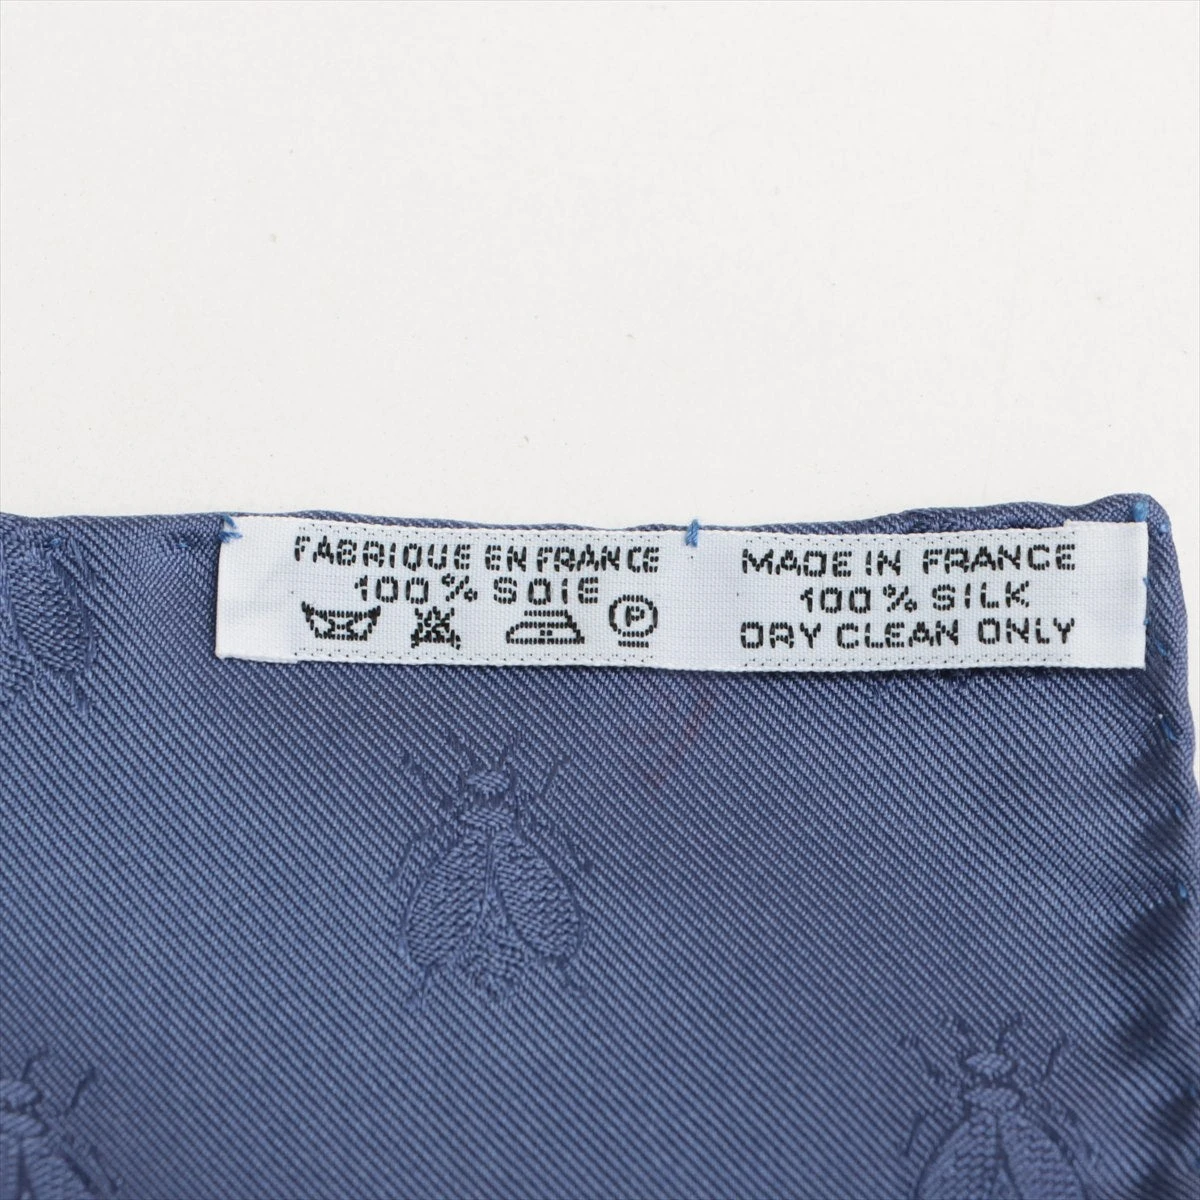 FABRIQUE EN FRANCE
100% SOIE
P
MADE IN FRANCE
100% SILK
DRY CLEAN ONLY